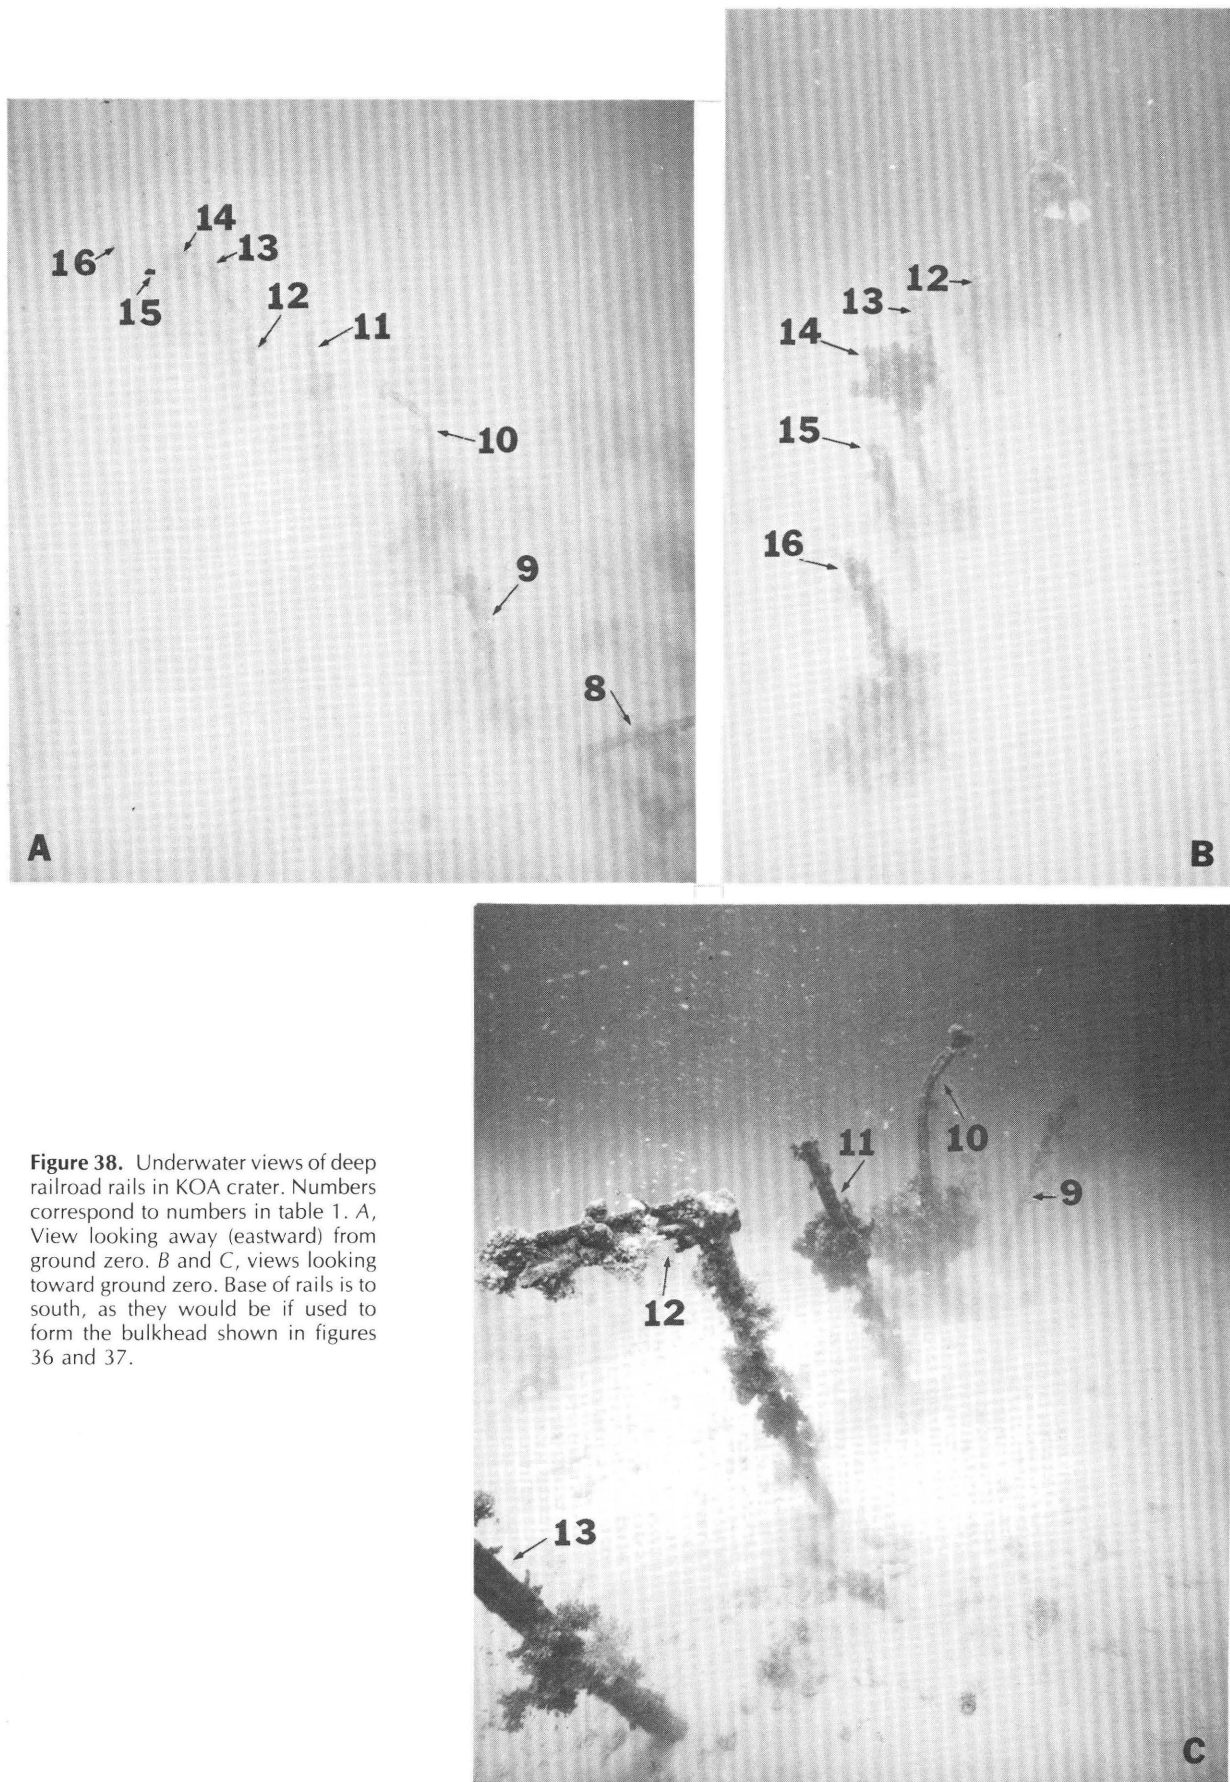 14
16
13
15
12
11
10
9
8
A
12
13
14
15
16
B
10
11
9
12
13
C
Figure 38. Underwater views of deep
railroad rails in KOA crater. Numbers
correspond to numbers in table 1. A,
View looking away (eastward) from
ground zero. B and C, views looking
toward ground zero. Base of rails is to
south, as they would be if used to
form the bulkhead shown in figures
36 and 37.